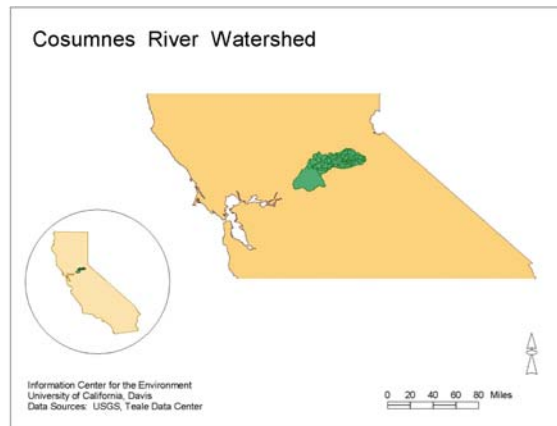 Cosumnes River Watershed
Information Center for the Environment
University of California, Davis
Data Sources: USGS, Teale Data Center
0 20 40 60 80 Miles